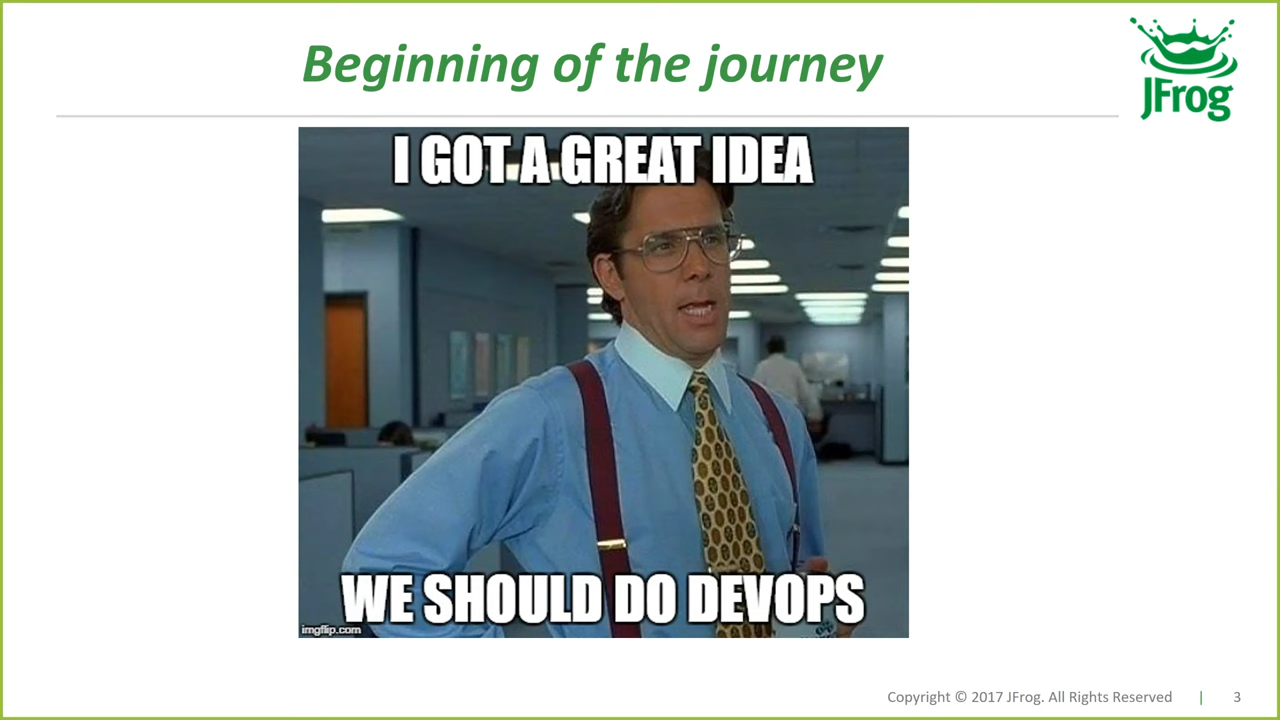 Beginning of the journey
JFrog
I GOT A GREAT IDEA
WE SHOULD DO DEVOPS
imgflip.com
Copyright © 2017 JFrog. All Rights Reserved | 3